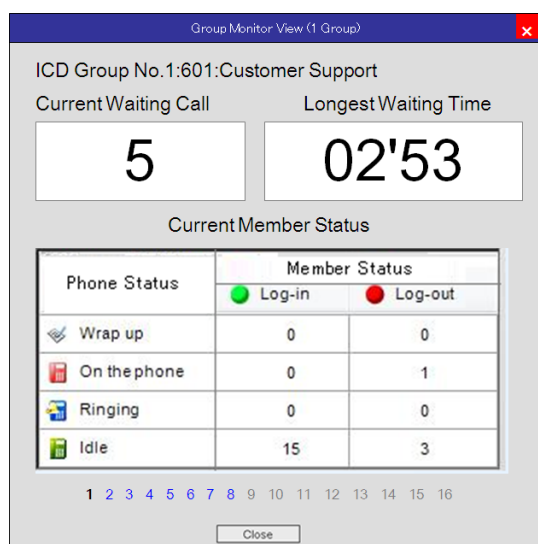 Group Monitor View (1 Group)
ICD Group No.1:601:Customer Support
Current Waiting Call Longest Waiting Time
5 02'53
Current Member Status
Phone Status Member Status
Log-in Log-out
Wrap up 0 0
On the phone 0 1
Ringing 0 0
Idle 15 3
1 2 3 4 5 6 7 8 9 10 11 12 13 14 15 16
Close